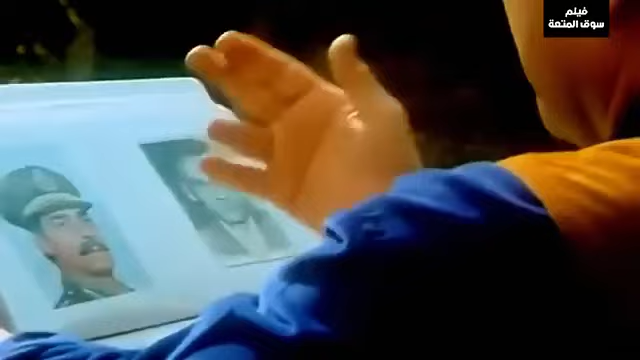 فيلم
سوق المتعة